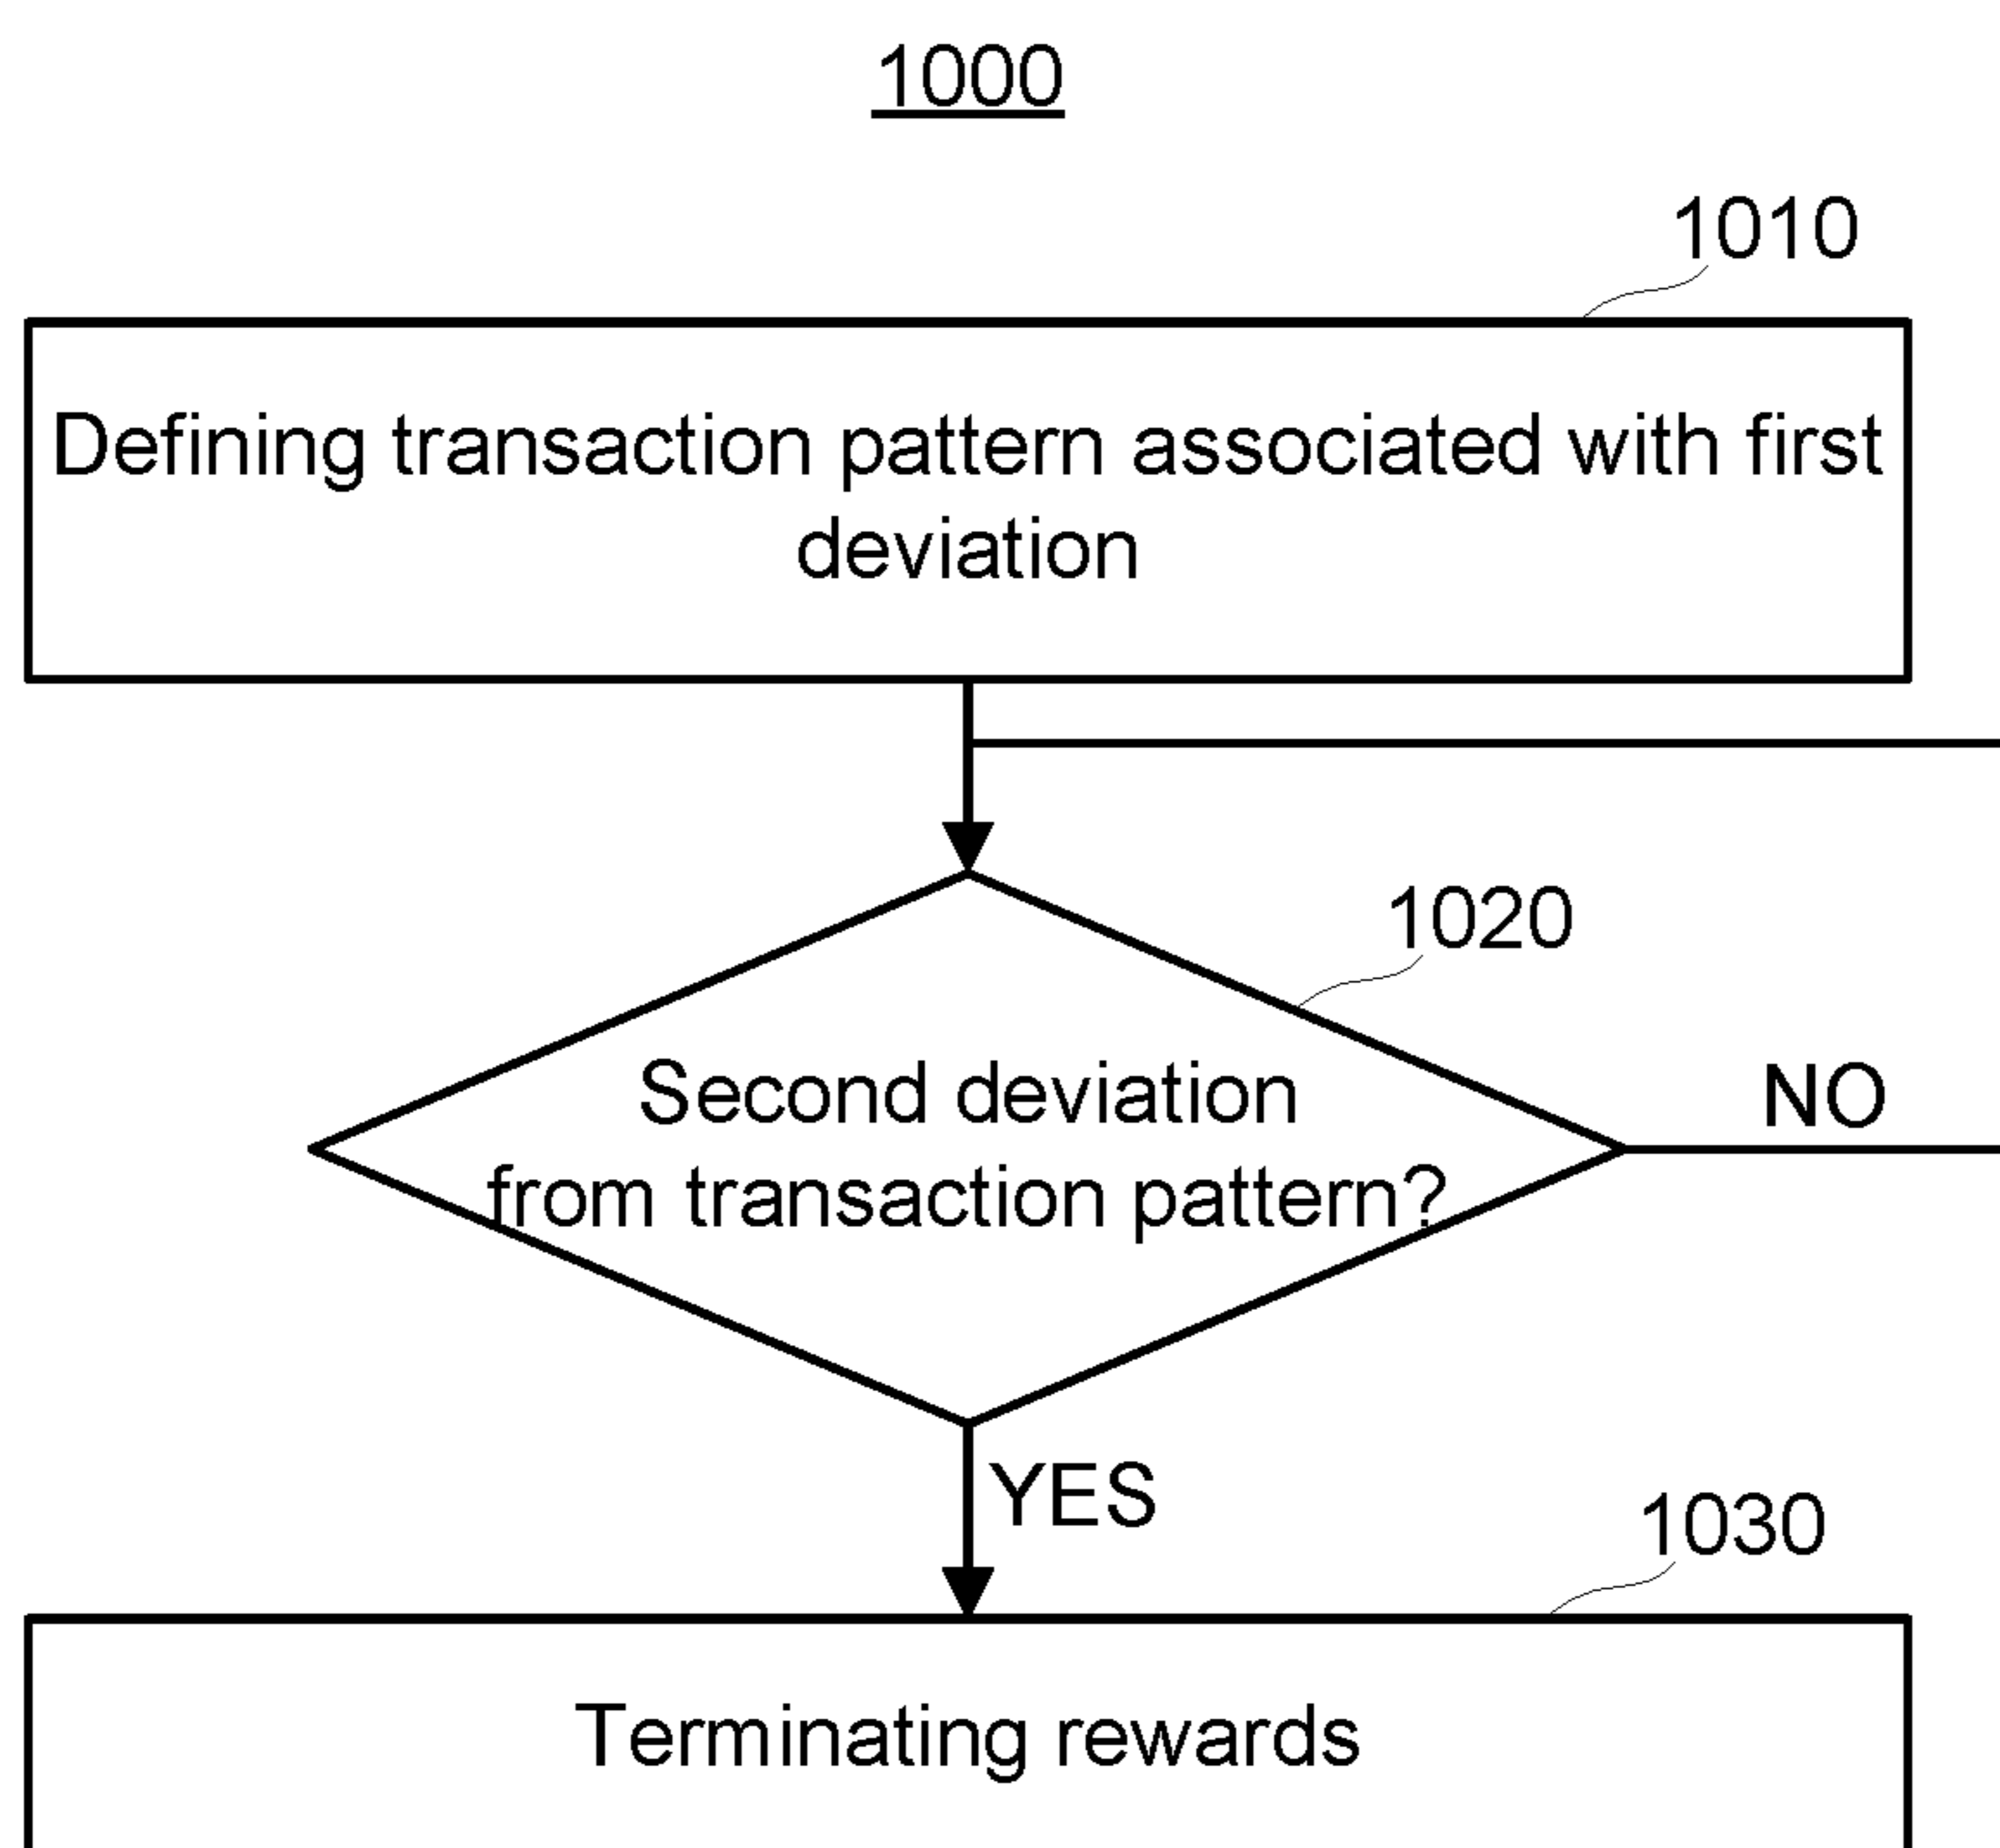 1000
1010
Defining transaction pattern associated with first
deviation
1020
Second deviation
from transaction pattern?
NO
YES
1030
Terminating rewards